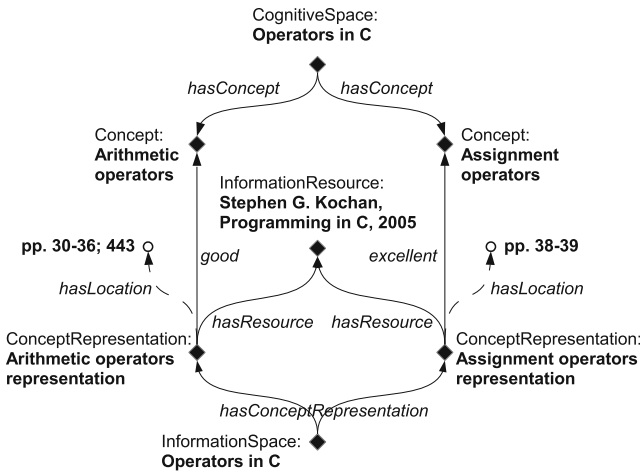 CognitiveSpace:
Operators in C
hasConcept
hasConcept
Concept:
Arithmetic
operators
Concept:
Assignment
operators
InformationResource:
Stephen G. Kochan,
Programming in C, 2005
pp. 30-36; 443
good
excellent
pp. 38-39
hasLocation
hasLocation
hasResource
hasResource
ConceptRepresentation:
Arithmetic operators
representation
ConceptRepresentation:
Assignment operators
representation
hasConceptRepresentation
InformationSpace:
Operators in C